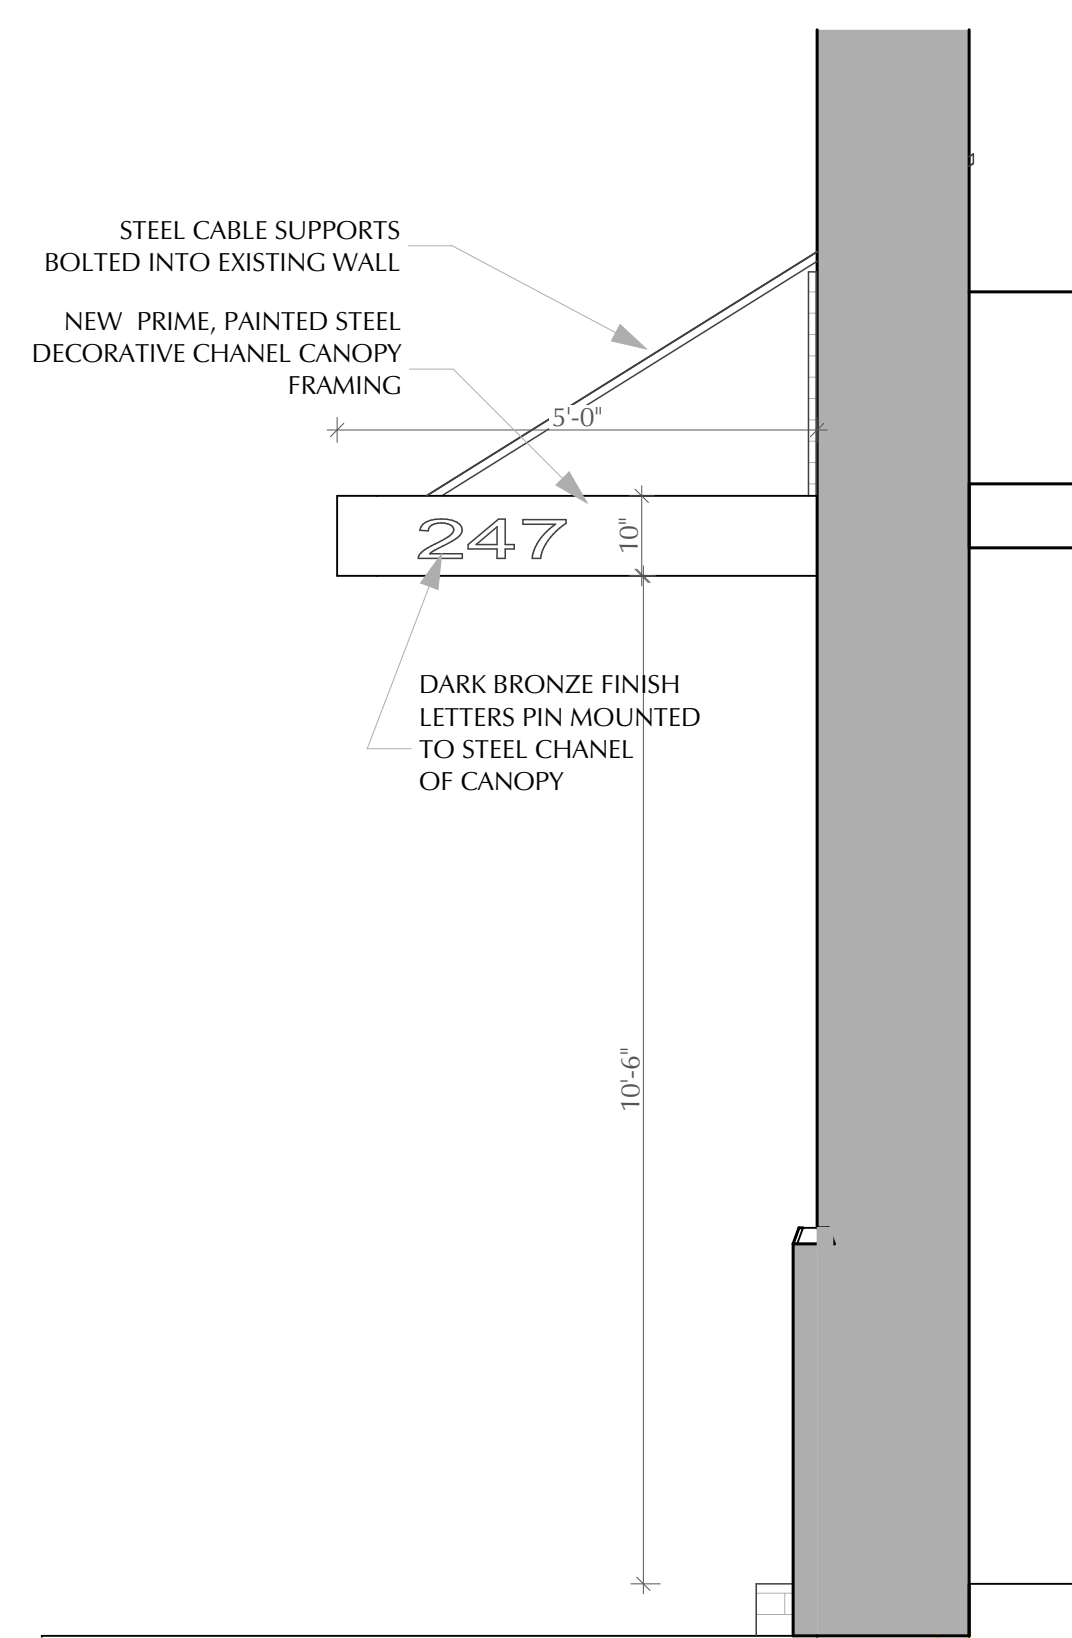 STEEL CABLE SUPPORTS
BOLTED INTO EXISTING WALL
NEW PRIME, PAINTED STEEL
DECORATIVE CHANEL CANOPY
FRAMING
5'-0"
247
10"
DARK BRONZE FINISH
LETTERS PIN MOUNTED
TO STEEL CHANEL
OF CANOPY
10'-6"